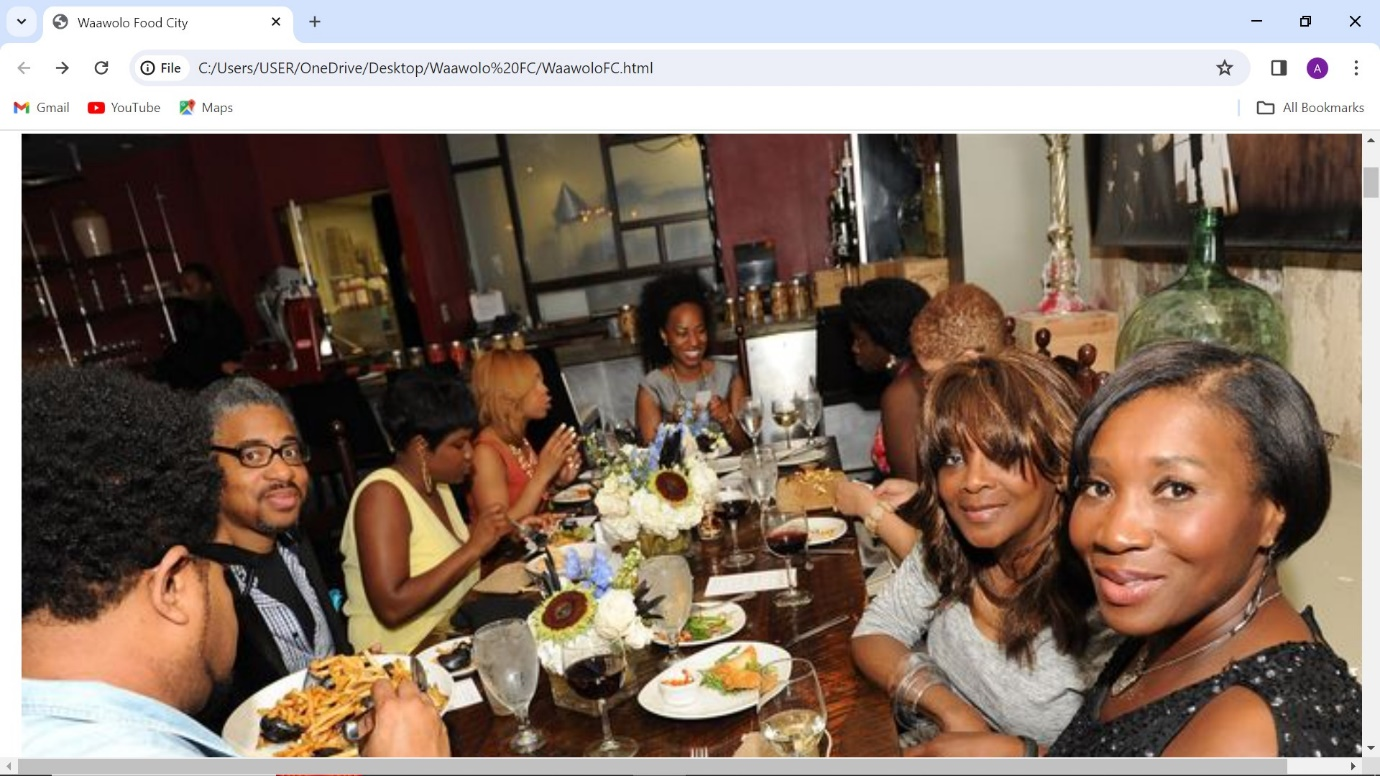 Waawolo Food City
File C:/Users/USER/OneDrive/Desktop/Waawolo%20FC/WaawoloFC.html A
Gmail YouTube Maps All Bookmarks